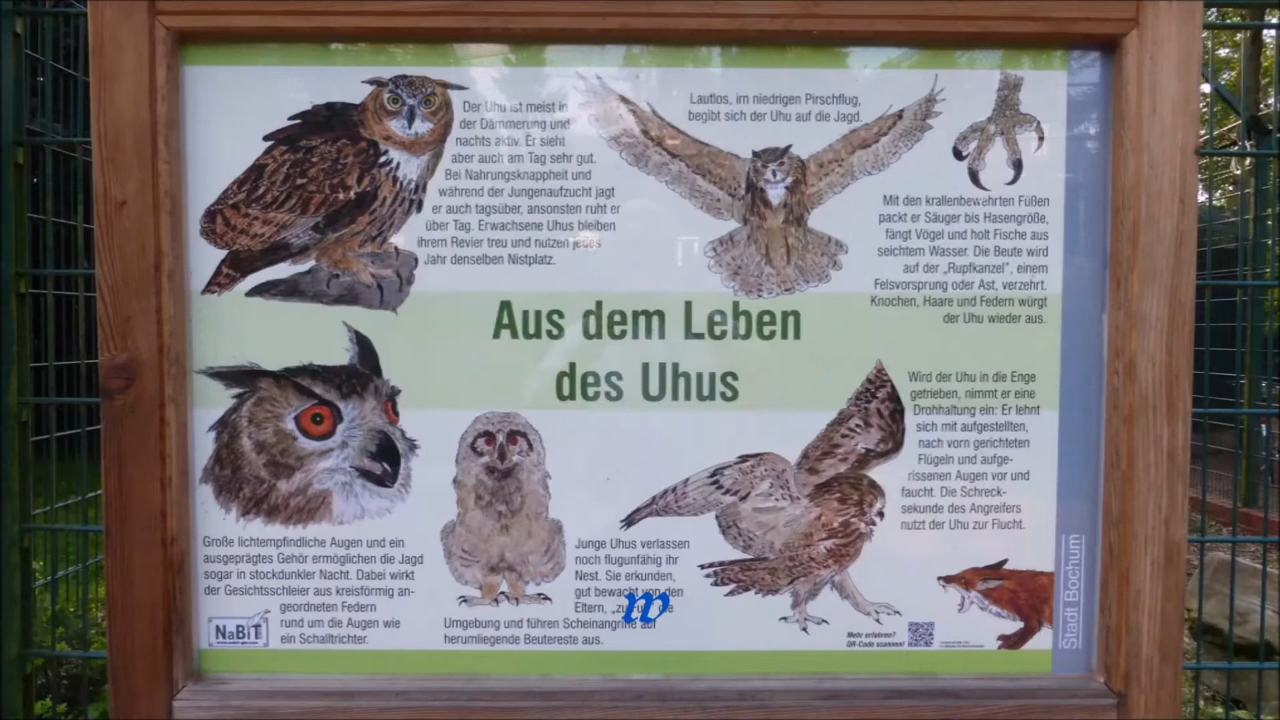 Der Uhu ist meist in
der Dämmerung und
nachts aktiv. Er sieht
aber auch am Tag sehr gut.
Bei Nahrungsknappheit und
während der Jungenaufzucht jagt
er auch tagsüber, ansonsten ruht er
über Tag. Erwachsene Uhus bleiben
ihrem Revier treu und nutzen jedes
Jahr denselben Nistplatz.
Lautlos, im niedrigen Pirschflug,
begibt sich der Uhu auf die Jagd.
Mit den krallenbewehrten Füßen
packt er Säuger bis Hasengröße,
fängt Vögel und holt Fische aus
seichtem Wasser. Die Beute wird
auf der „Rupfkanzel", einem
Felsvorsprung oder Ast, verzehrt.
Knochen, Haare und Federn würgt
der Uhu wieder aus.
Aus dem Leben
des Uhus
Große lichtempfindliche Augen und ein
ausgeprägtes Gehör ermöglichen die Jagd
sogar in stockdunkler Nacht. Dabei wirkt
der Gesichtsschleier aus kreisförmig an-
geordneten Federn
rund um die Augen wie
ein Schalltrichter.
NaBiT
Junge Uhus verlassen
noch flugunfähig ihr
Nest. Sie erkunden,
gut bewacht von den
Eltern, die
Umgebung und führen Scheinangriffe auf
herumliegende Beutereste aus.
w
Wird der Uhu in die Enge
getrieben, nimmt er eine
Drohhaltung ein: Er lehnt
sich mit aufgestellten,
nach vorn gerichteten
Flügeln und aufge-
rissenen Augen vor und
faucht. Die Schreck-
sekunde des Angreifers
nutzt der Uhu zur Flucht.
Mehr erfahren?
QR-Code scannen!
Stadt Bochum